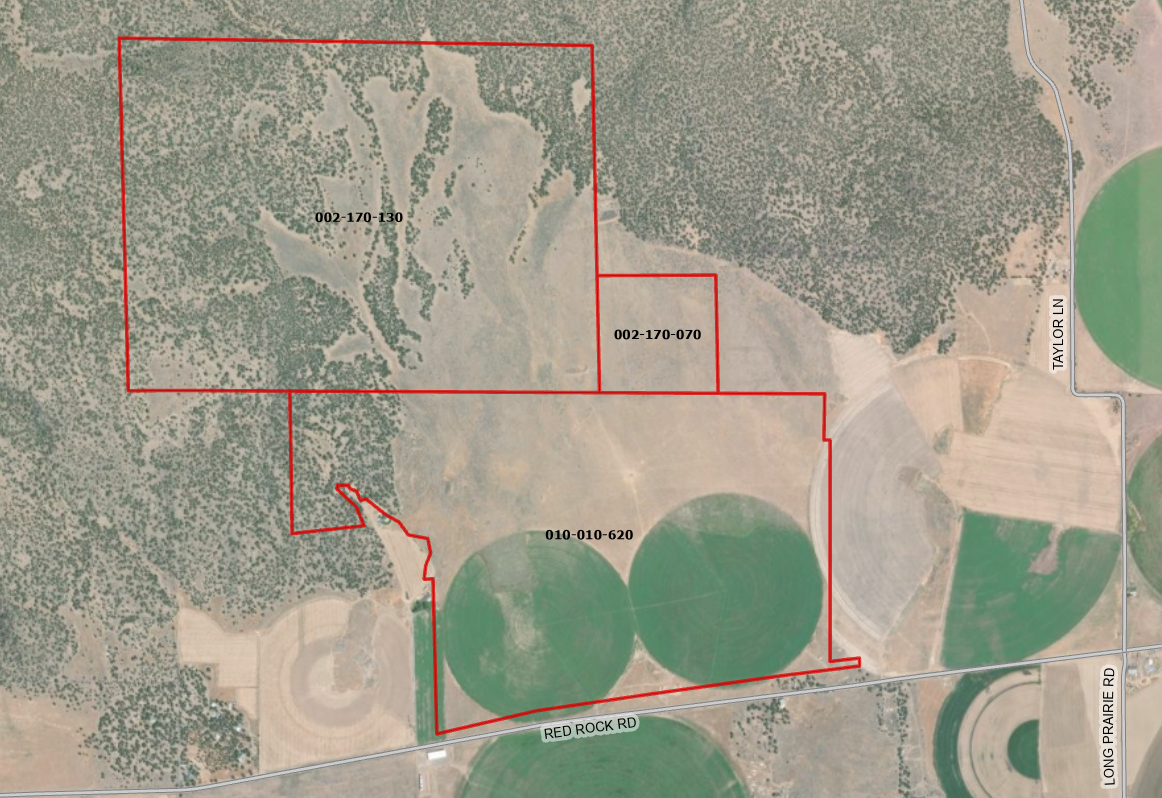 002-170-130
002-170-070
TAYLOR LN
010-010-620
RED ROCK RD
LONG PRAIRIE RD